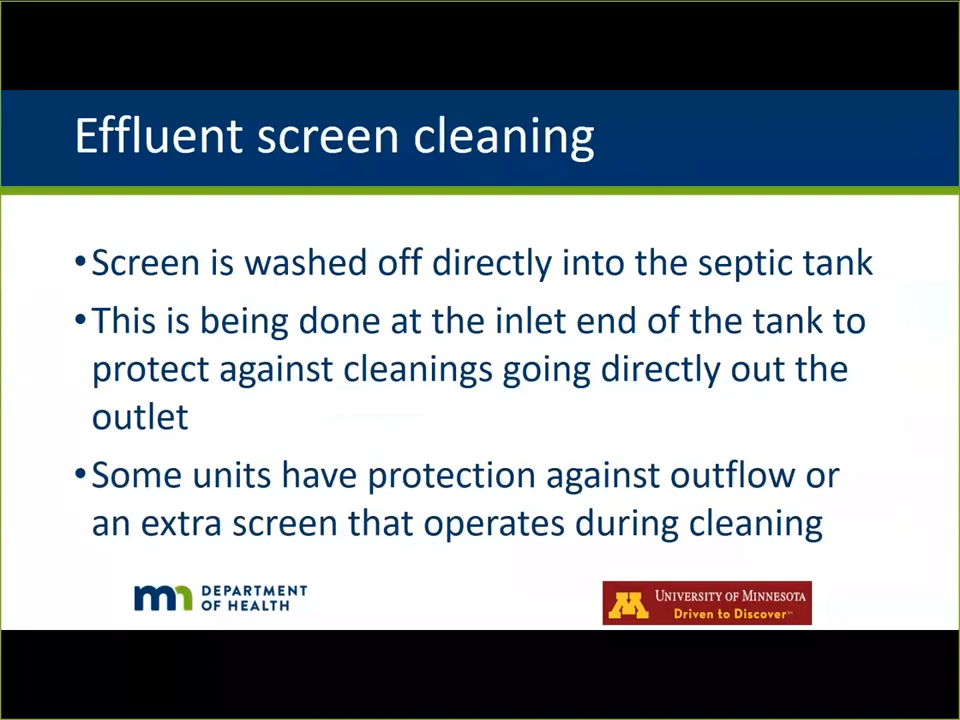 Effluent screen cleaning
•Screen is washed off directly into the septic tank
•This is being done at the inlet end of the tank to
protect against cleanings going directly out the
outlet
•Some units have protection against outflow or
an extra screen that operates during cleaning
mn DEPARTMENT
OF HEALTH
M UNIVERSITY OF MINNESOTA
Driven to Discover℠